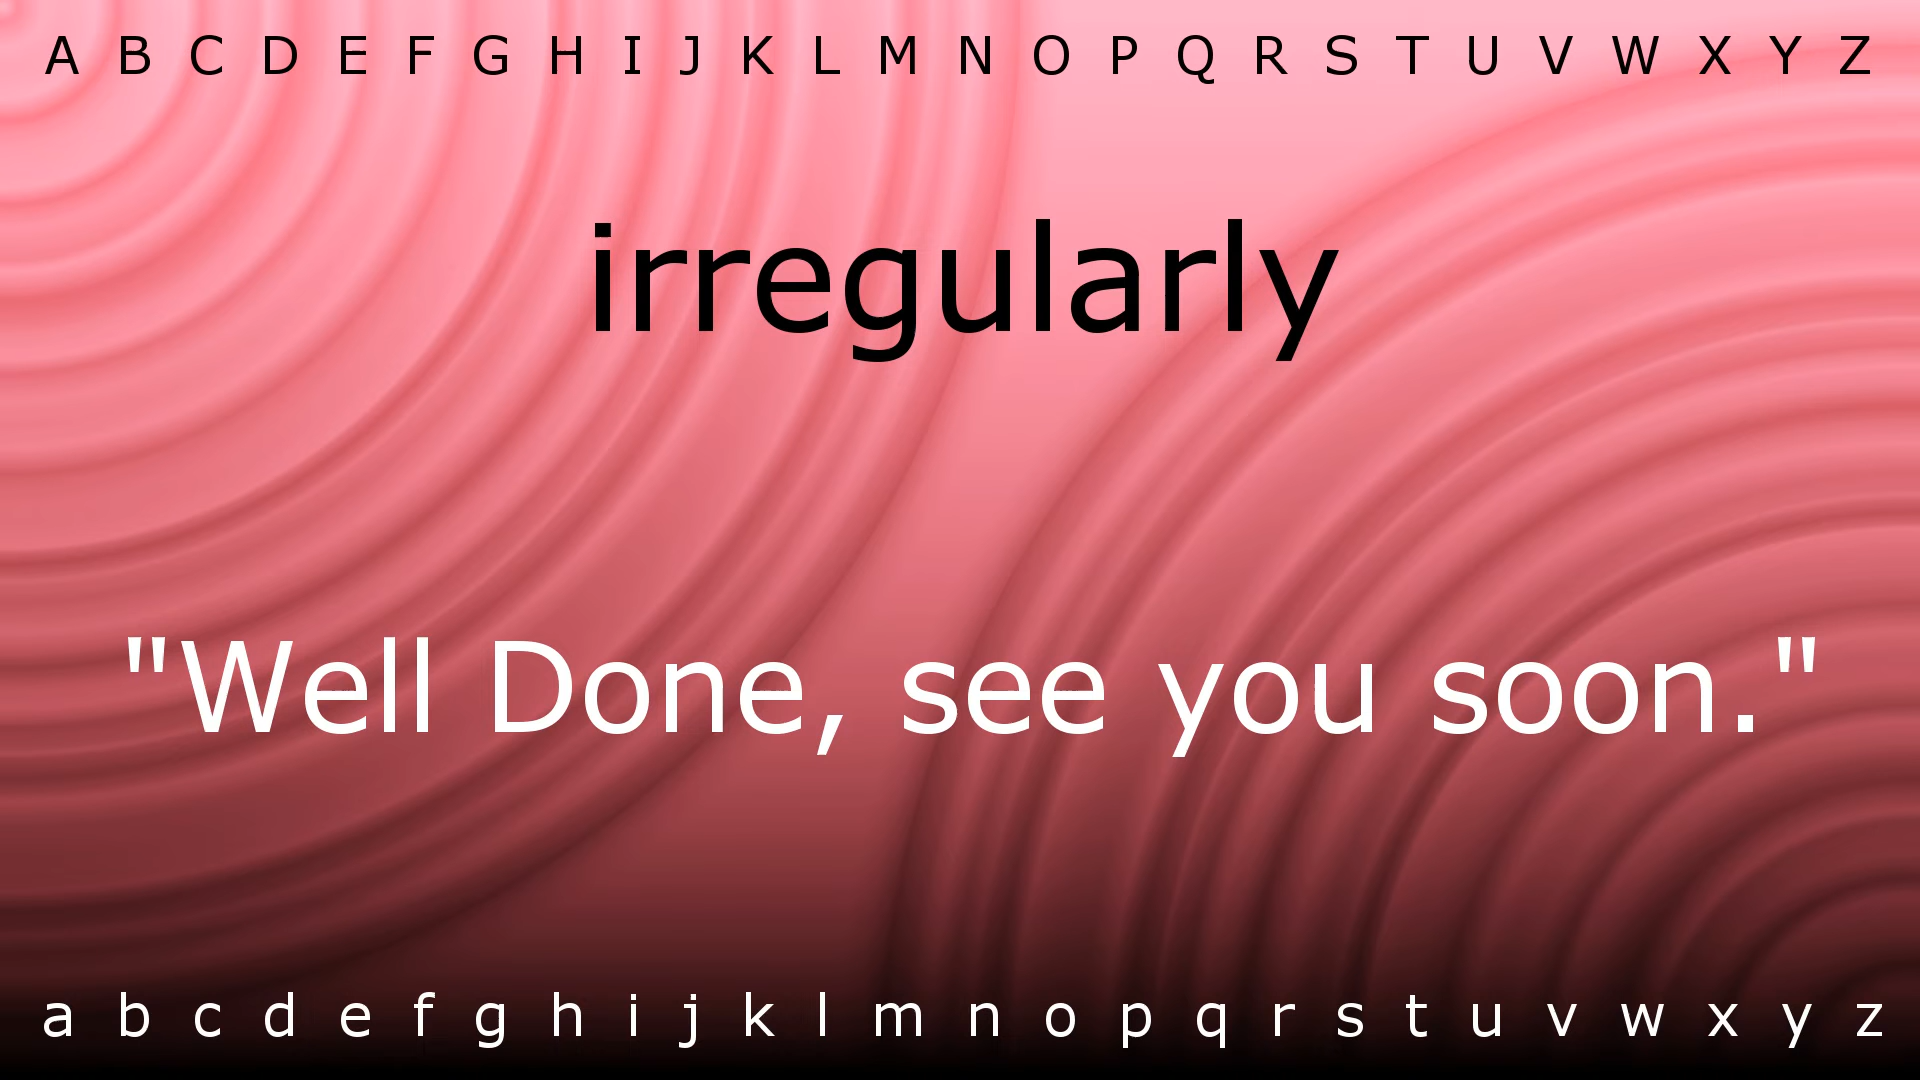 A B C D E F G H I J K L M N O P Q R S T U V W X Y Z
irregularly
"Well Done, see you soon."
a b c d e f g h i j k l m n o p q r s t u v w x y z